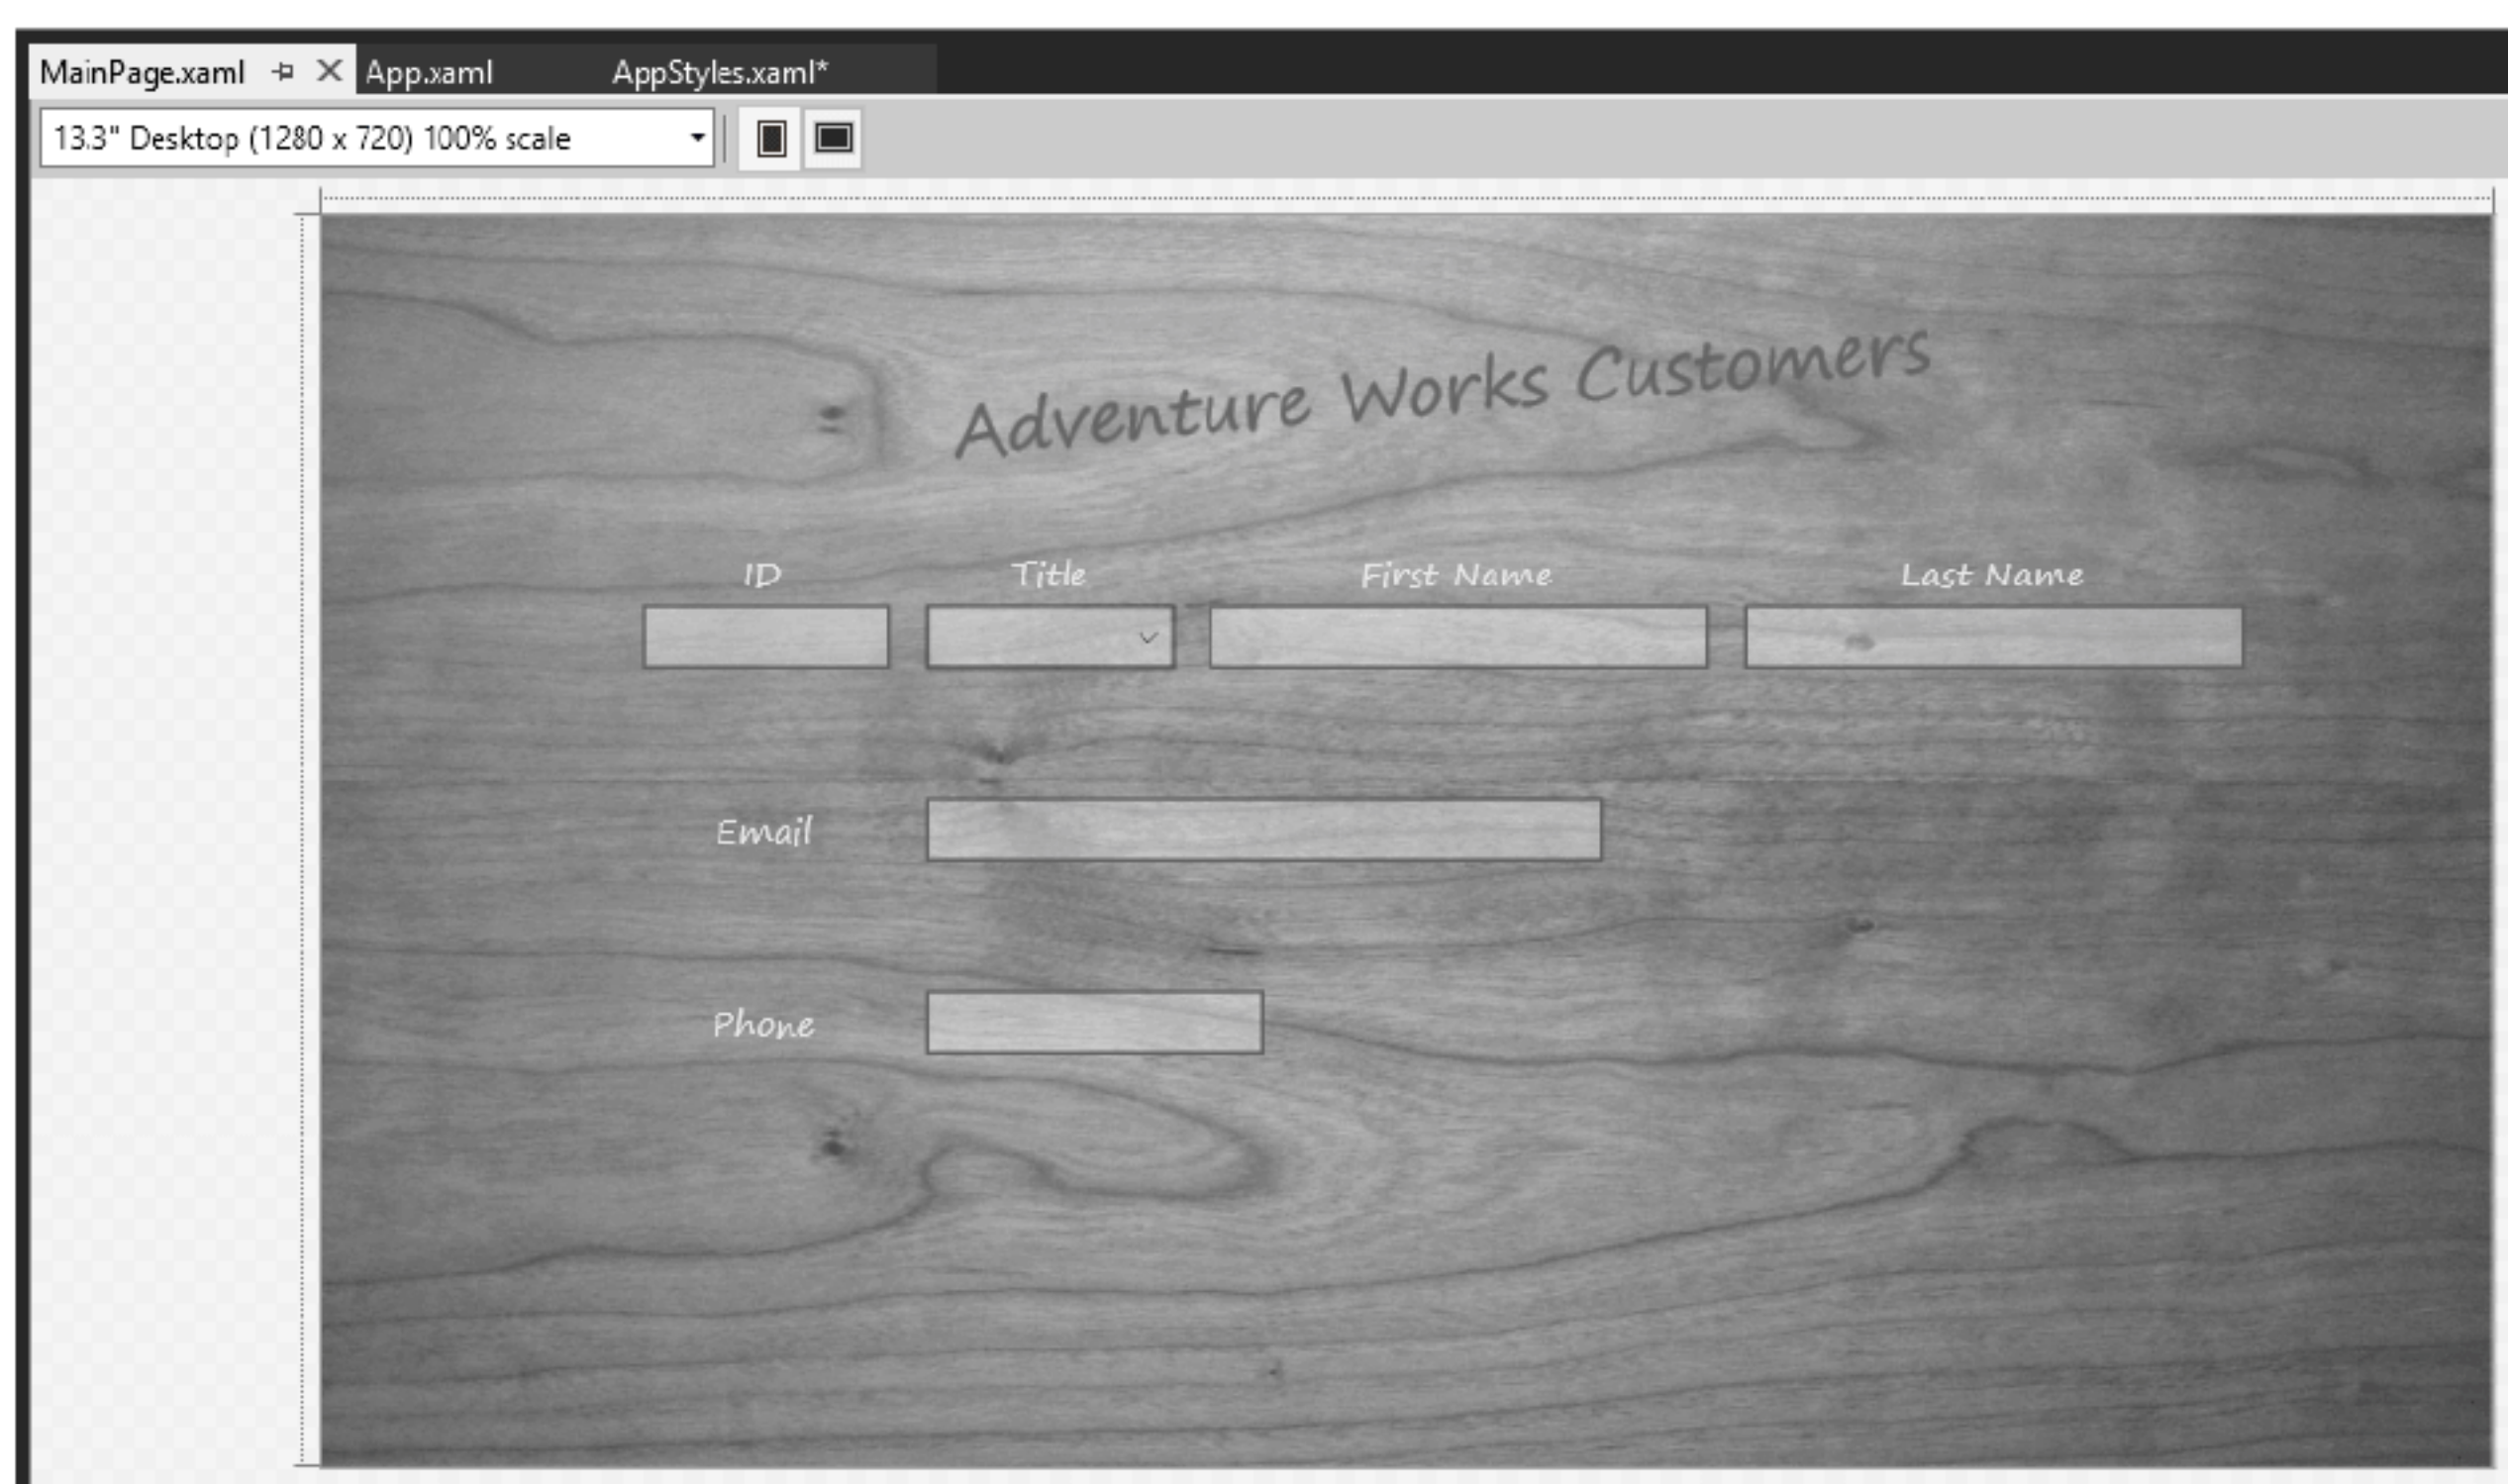 MainPage.xaml App.xaml AppStyles.xaml*
13.3" Desktop (1280 x 720) 100% scale
Adventure Works Customers
ID Title First Name Last Name
Email
Phone